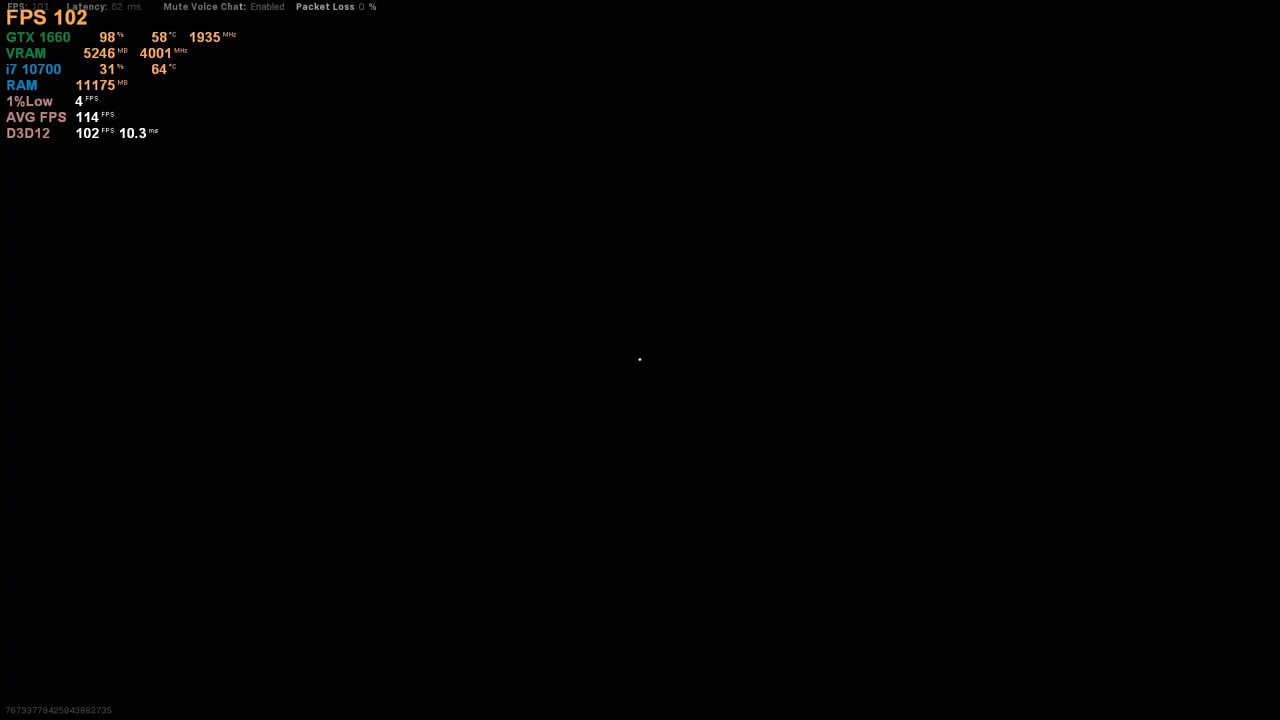 FPS: 101 Latency: 62 ms Mute Voice Chat: Enabled Packet Loss 0 %
FPS 102
GTX 1660 98 % 58 °C 1935 MHz
VRAM 5246 MB 4001 MHz
i7 10700 31 % 64 °C
RAM 11175 MB
1%Low 4 FPS
AVG FPS 114 FPS
D3D12 102 FPS 10.3 ms
76733779425843882735